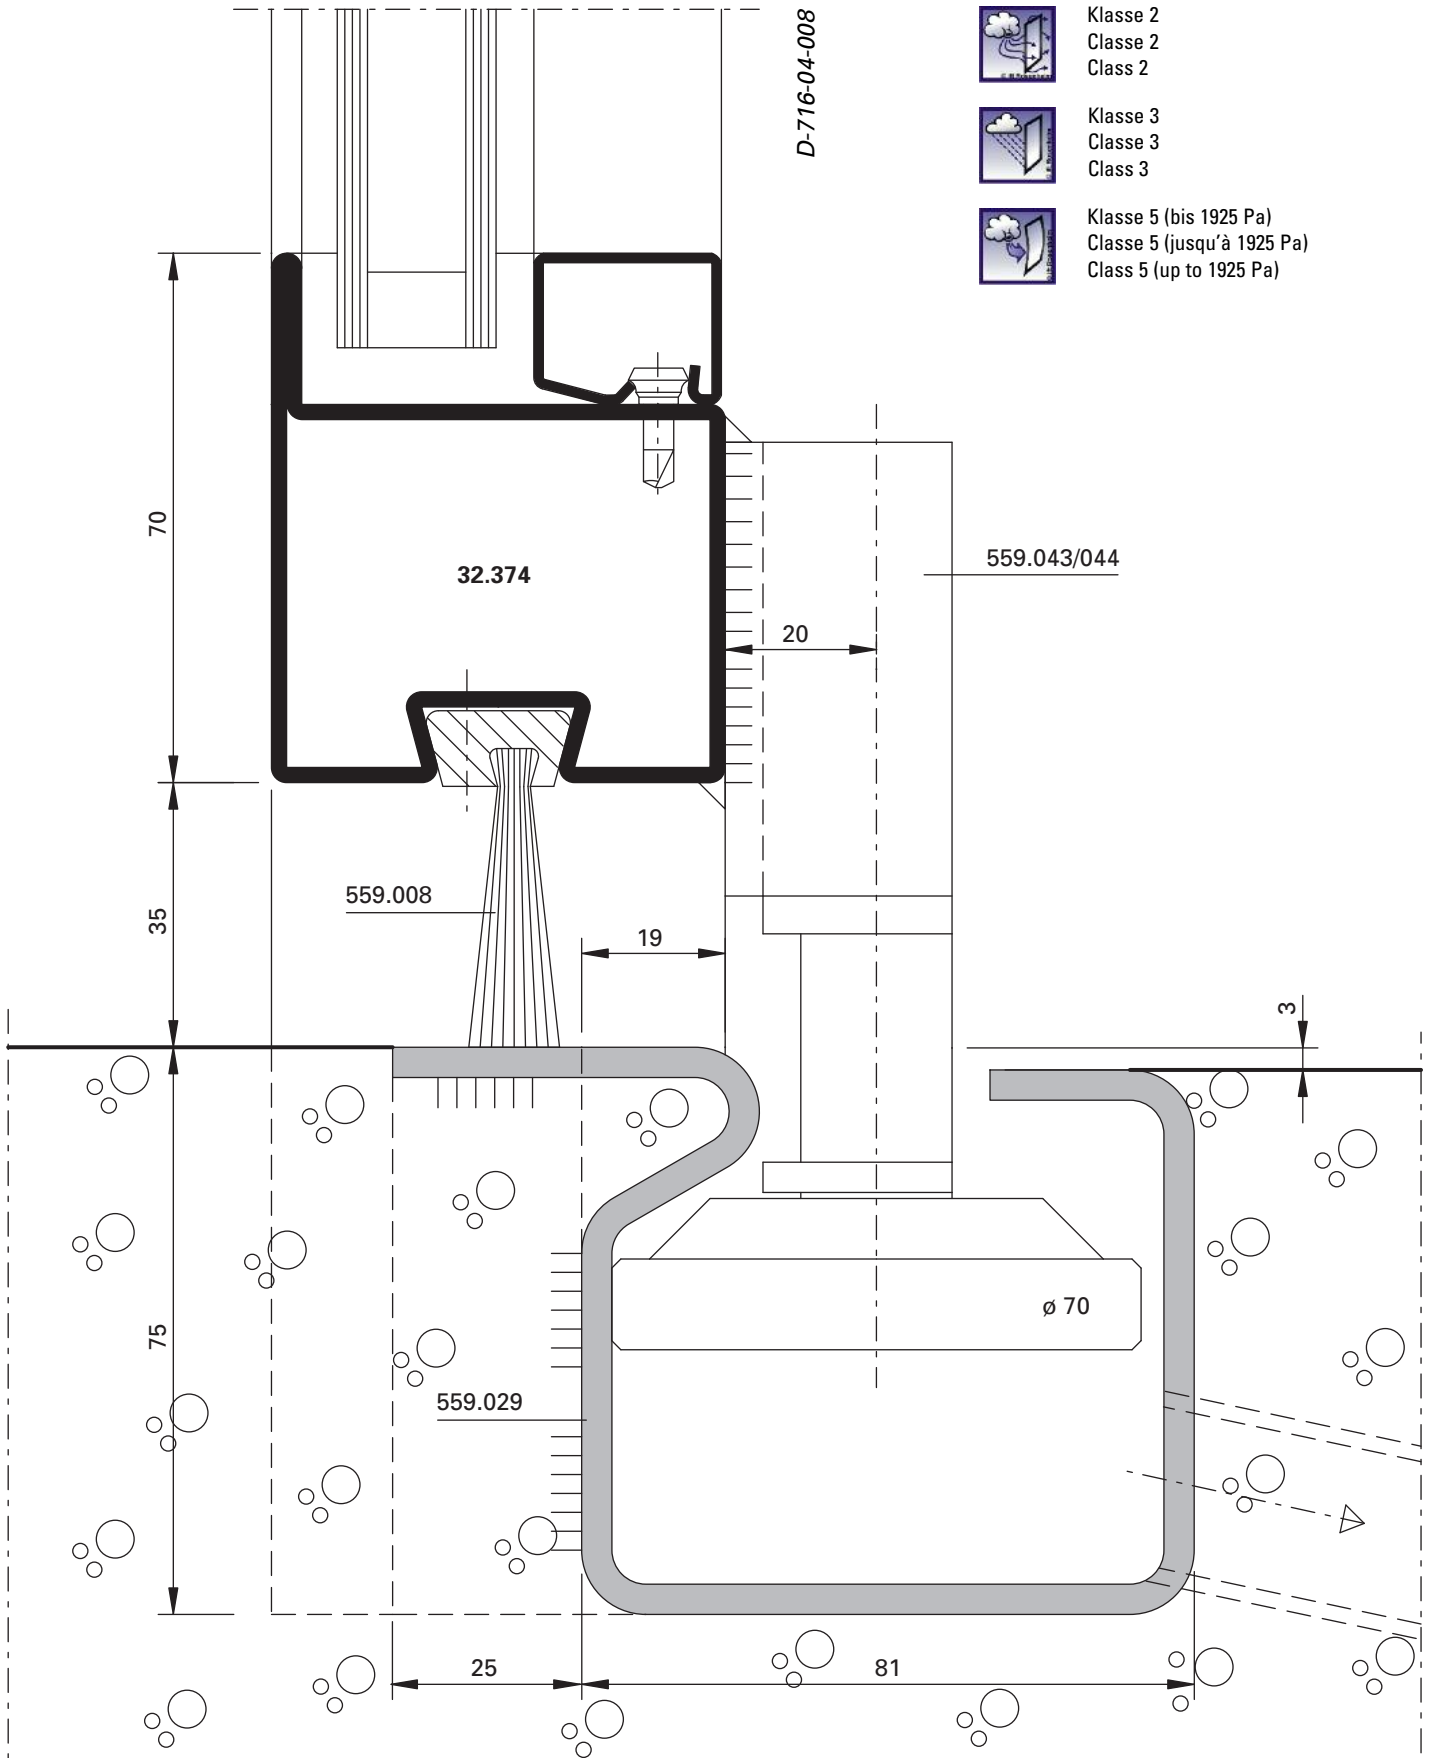 D-716-04-008
Klasse 2
Classe 2
Class 2
Klasse 3
Classe 3
Class 3
Klasse 5 (bis 1925 Pa)
Classe 5 (jusqu'à 1925 Pa)
Class 5 (up to 1925 Pa)
70
32.374
559.043/044
20
559.008
35
19
3
75
ø 70
559.029
25
81